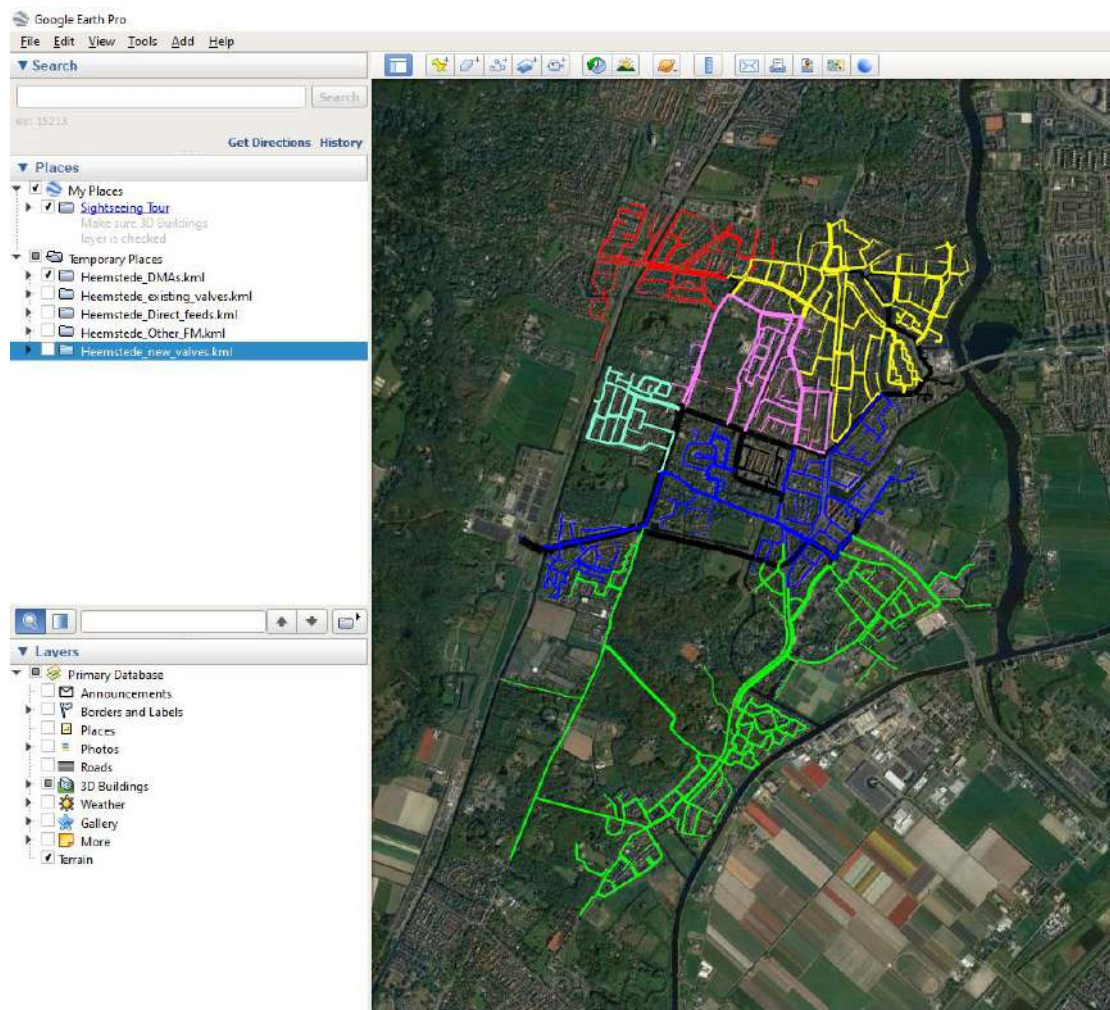 Google Earth Pro
File Edit View Tools Add Help
▼ Search
Search
ex: 15213
Get Directions History
▼ Places
My Places
Sightseeing Tour
Make sure 3D Buildings
layer is checked
Temporary Places
Heemstede_DMAs.kml
Heemstede_existing_valves.kml
Heemstede_Direct_feeds.kml
Heemstede_Other_FM.kml
Heemstede_new_valves.kml
▼ Layers
Primary Database
Announcements
Borders and Labels
Places
Photos
Roads
3D Buildings
Weather
Gallery
More
Terrain